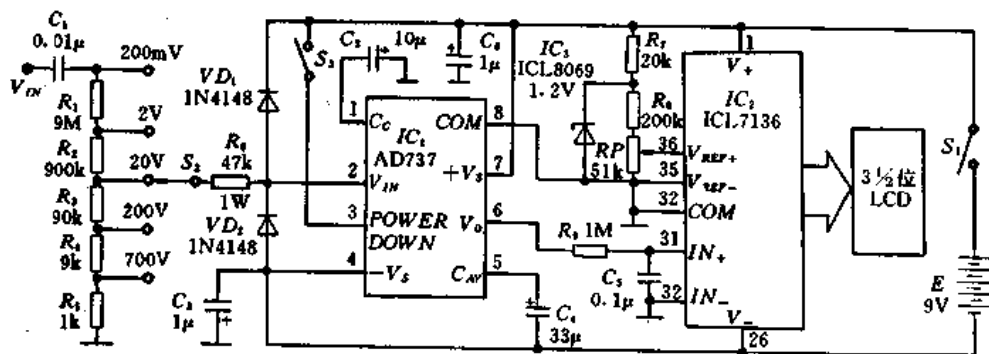 C₁
0.01μ
V_IN
200mV
R₁
9M
2V
R₂
900k
20V
R₃
90k
200V
R₄
9k
700V
R₅
1k
S₂
R₆
47k
1W
VD₁
1N4148
VD₂
1N4148
C₃
1μ
S₃
C₂
10μ
C₆
1μ
1
C_C
IC₁
AD737
COM
8
+V_S
7
2
V_IN
3
POWER
DOWN
V_O
6
4
-V_S
C_AV
5
C₄
33μ
R₉ 1M
C₅
0.1μ
IC₃
ICL8069
1.2V
R₇
20k
R₈
200k
RP
51k
1
V+
IC₂
ICL7136
36
V_REF+
35
V_REF-
32
COM
31
IN+
32
IN-
V-
26
3 1/2位
LCD
S₁
E
9V